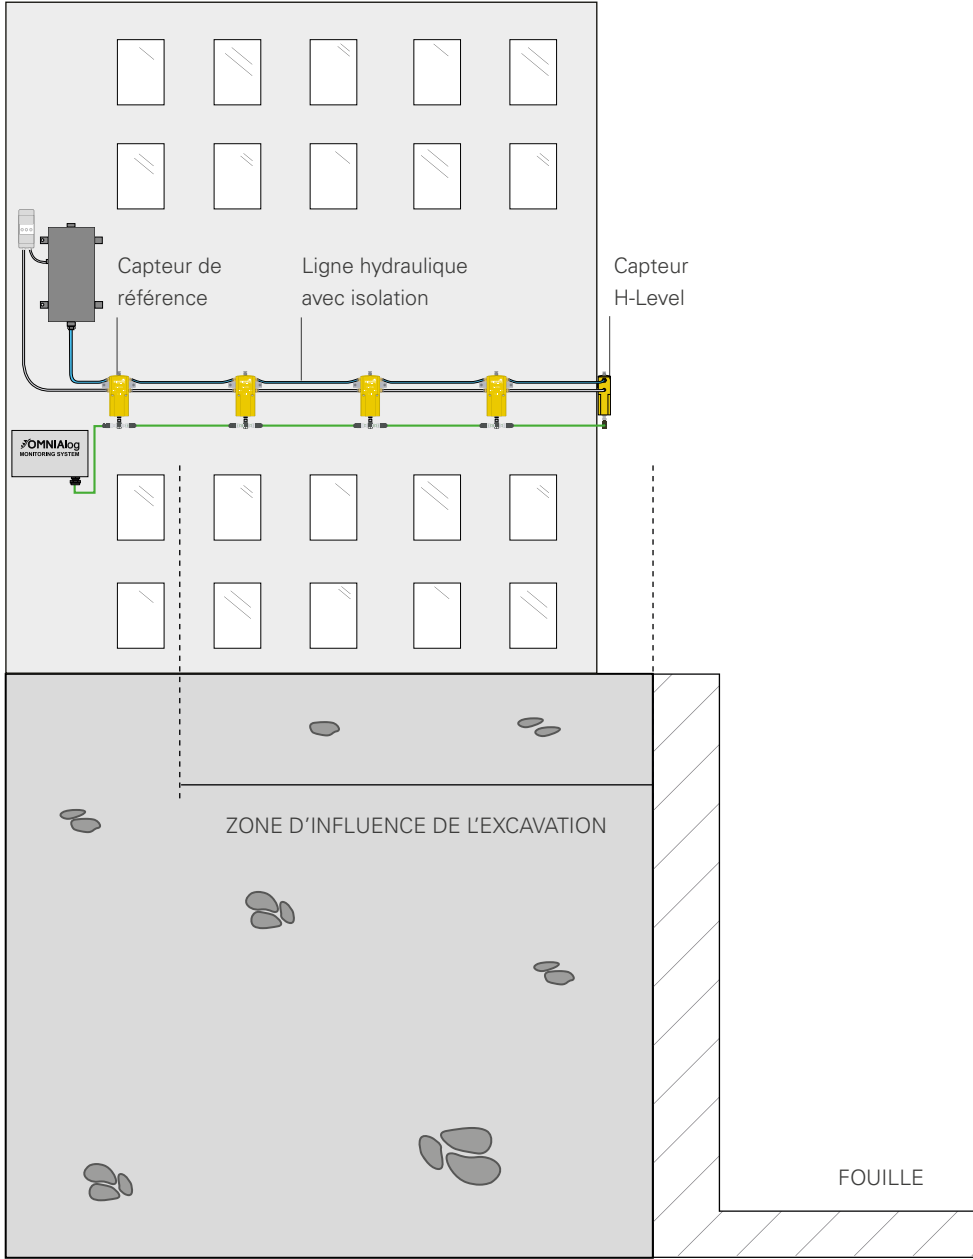 Capteur de
référence
Ligne hydraulique
avec isolation
Capteur
H-Level
OMNIAlog
MONITORING SYSTEM
ZONE D’INFLUENCE DE L’EXCAVATION
FOUILLE